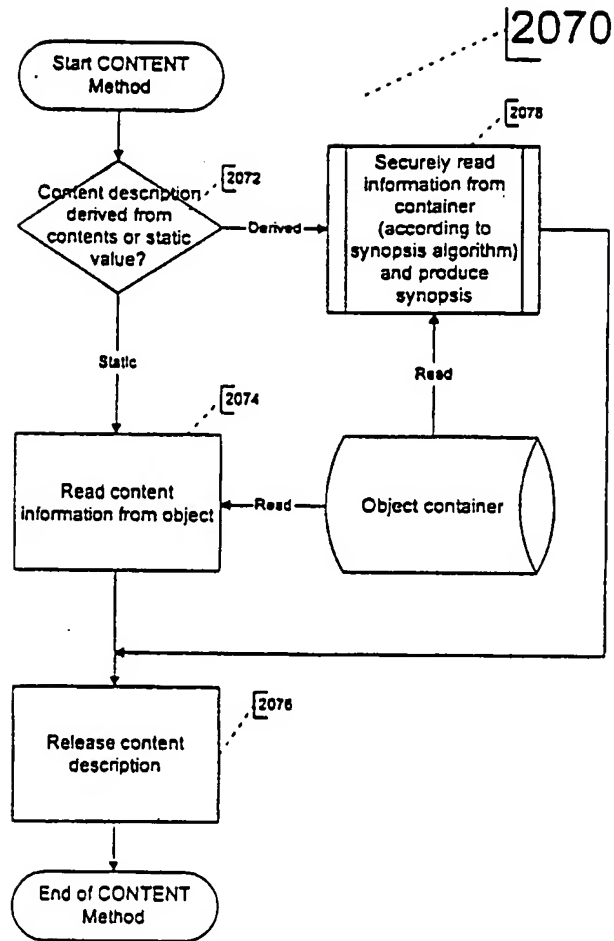 2070
Start CONTENT
Method
2078
Securely read
information from
container
(according to
synopsis algorithm)
and produce
synopsis
2072
Content description
derived from
contents or static
value?
Derived
Static
Read
2074
Read content
information from object
Read
Object container
2076
Release content
description
End of CONTENT
Method